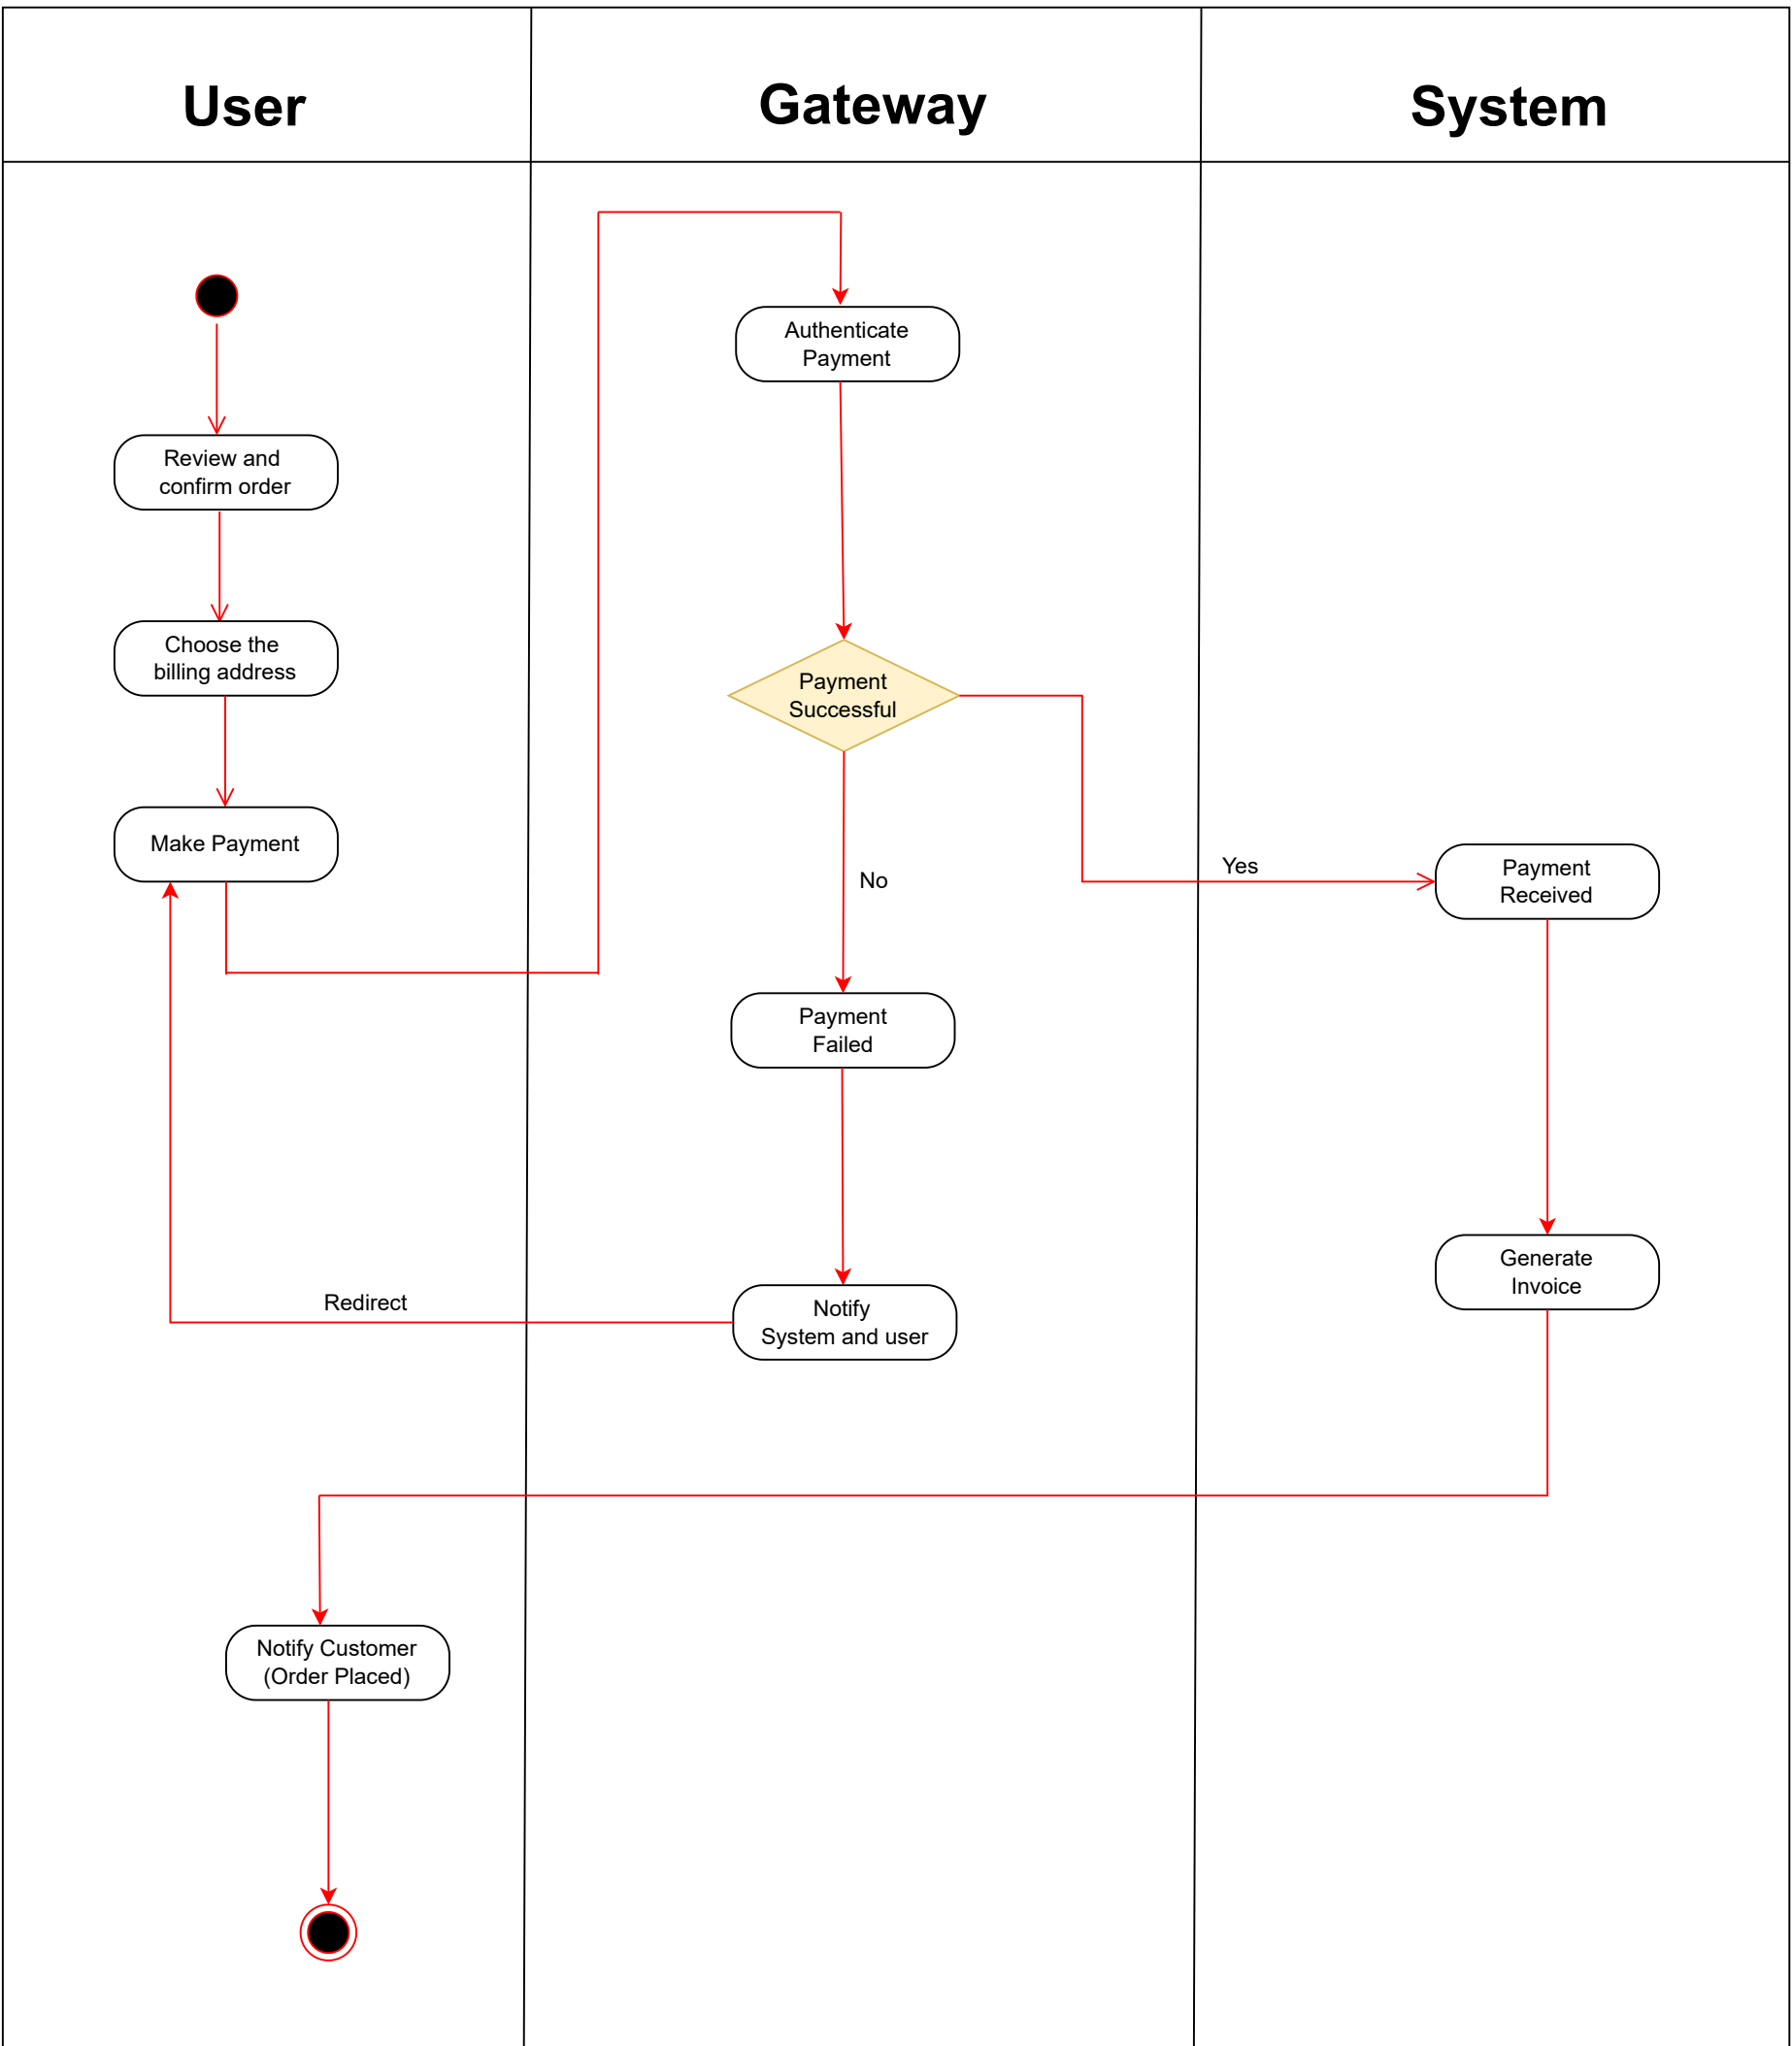 User
Gateway
System
Authenticate
Payment
Review and
confirm order
Choose the
billing address
Payment
Successful
Make Payment
No
Yes
Payment
Received
Payment
Failed
Generate
Invoice
Redirect
Notify
System and user
Notify Customer
(Order Placed)